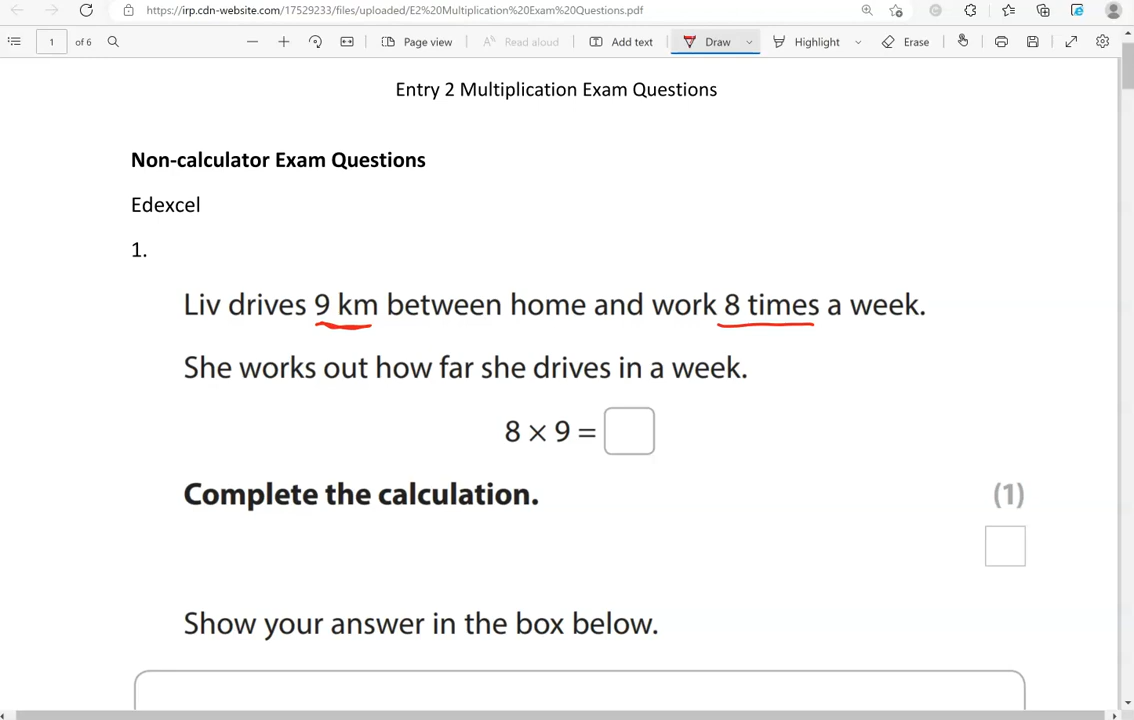 https://irp.cdn-website.com/17529233/files/uploaded/E2%20Multiplication%20Exam%20Questions.pdf
1 of 6 Page view Read aloud Add text Draw Highlight Erase
Entry 2 Multiplication Exam Questions
Non-calculator Exam Questions
Edexcel
1.
Liv drives 9 km between home and work 8 times a week.
She works out how far she drives in a week.
8 × 9 =
Complete the calculation. (1)
Show your answer in the box below.